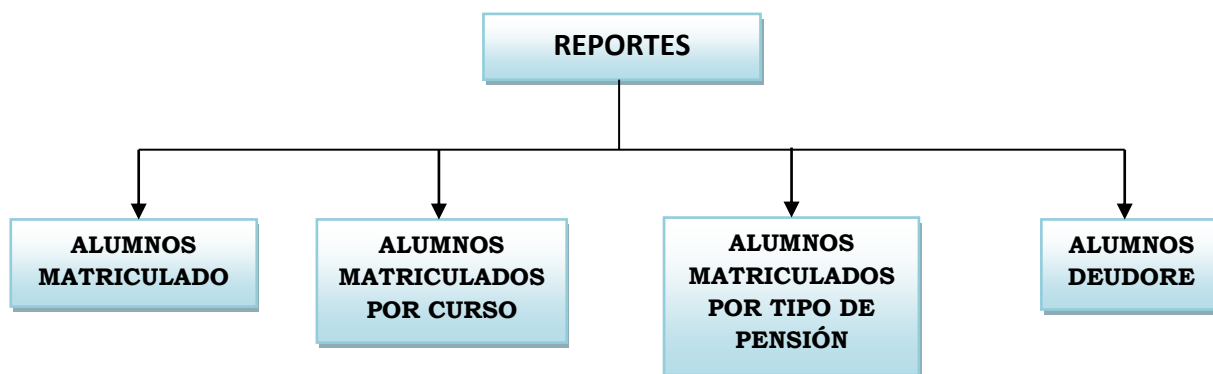 REPORTES
ALUMNOS
MATRICULADO
ALUMNOS
MATRICULADOS
POR CURSO
ALUMNOS
MATRICULADOS
POR TIPO DE
PENSIÓN
ALUMNOS
DEUDORE